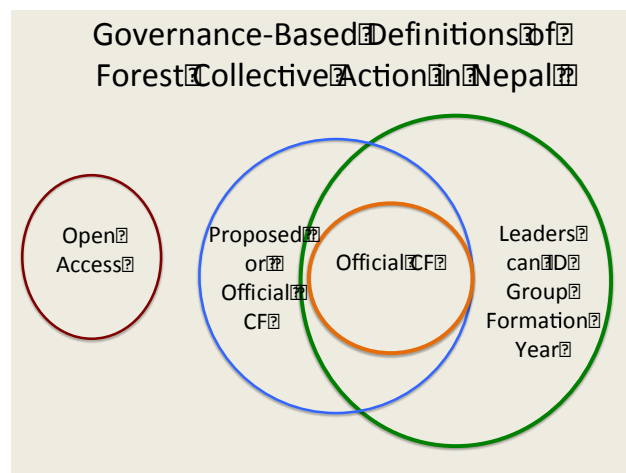 Governance-Based Definitions of
Forest Collective Action in Nepal
Open
Access
Proposed
or
Official
CF
Official CF
Leaders
can ID
Group
Formation
Year